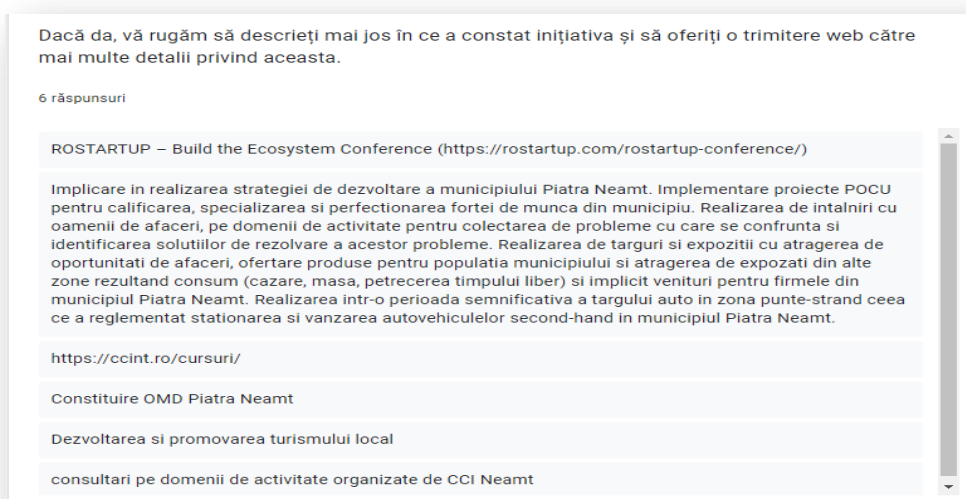 Dacă da, vă rugăm să descrieți mai jos în ce a constat inițiativa și să oferiți o trimitere web către
mai multe detalii privind aceasta.
6 răspunsuri
ROSTARTUP – Build the Ecosystem Conference (https://rostartup.com/rostartup-conference/)
Implicare in realizarea strategiei de dezvoltare a municipiului Piatra Neamt. Implementare proiecte POCU
pentru calificarea, specializarea si perfectionarea fortei de munca din municipiu. Realizarea de intalniri cu
oamenii de afaceri, pe domenii de activitate pentru colectarea de probleme cu care se confrunta si
identificarea solutiilor de rezolvare a acestor probleme. Realizarea de targuri si expozitii cu atragerea de
oportunitati de afaceri, ofertare produse pentru populatia municipiului si atragerea de expozati din alte
zone rezultand consum (cazare, masa, petrecerea timpului liber) si implicit venituri pentru firmele din
municipiul Piatra Neamt. Realizarea intr-o perioada semnificativa a targului auto in zona punte-strand ceea
ce a reglementat stationarea si vanzarea autovehiculelor second-hand in municipiul Piatra Neamt.
https://ccint.ro/cursuri/
Constituire OMD Piatra Neamt
Dezvoltarea si promovarea turismului local
consultari pe domenii de activitate organizate de CCI Neamt